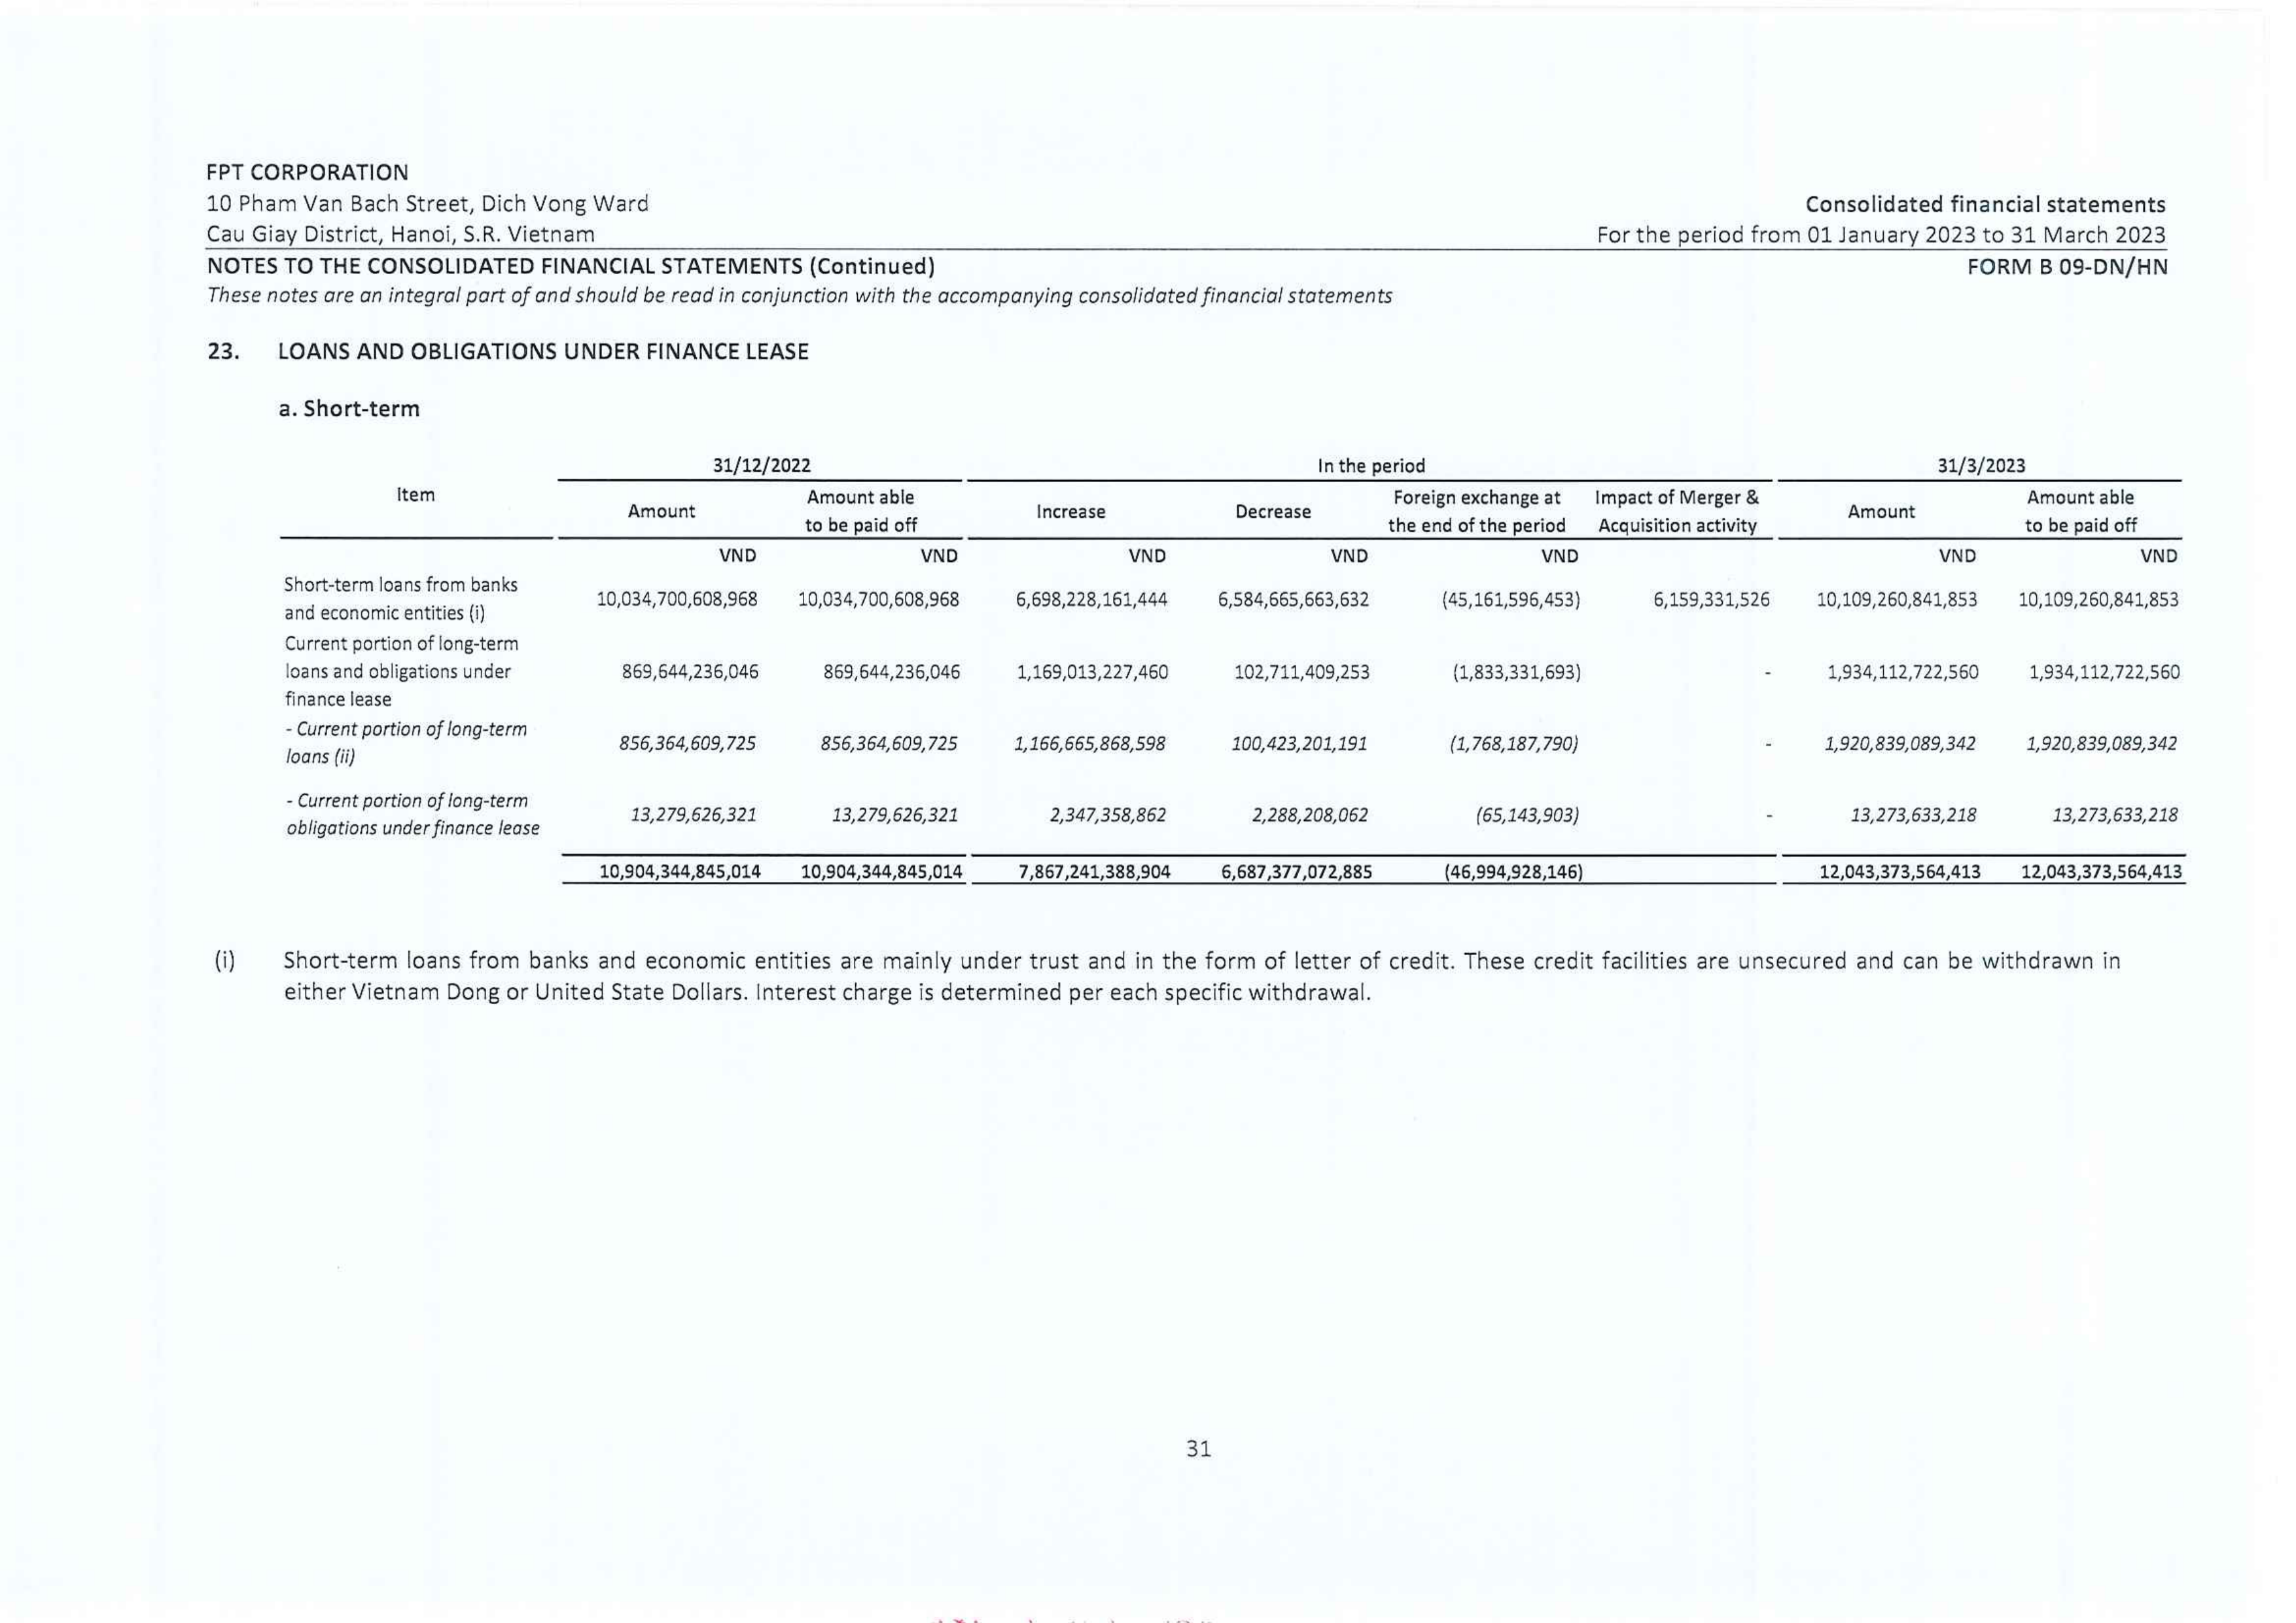 FPT CORPORATION
10 Pham Van Bach Street, Dich Vong Ward
Consolidated financial statements
Cau Giay District, Hanoi, S.R. Vietnam
For the period from 01 January 2023 to 31 March 2023
NOTES TO THE CONSOLIDATED FINANCIAL STATEMENTS (Continued)
FORM B 09-DN/HN
These notes are an integral part of and should be read in conjunction with the accompanying consolidated financial statements
23. LOANS AND OBLIGATIONS UNDER FINANCE LEASE
a. Short-term
31/12/2022 In the period 31/3/2023
Item
Amount Amount able to be paid off Increase Decrease Foreign exchange at the end of the period Impact of Merger & Acquisition activity Amount Amount able to be paid off
VND VND VND VND VND VND VND
Short-term loans from banks
and economic entities (i) 10,034,700,608,968 10,034,700,608,968 6,698,228,161,444 6,584,665,663,632 (45,161,596,453) 6,159,331,526 10,109,260,841,853 10,109,260,841,853
Current portion of long-term
loans and obligations under 869,644,236,046 869,644,236,046 1,169,013,227,460 102,711,409,253 (1,833,331,693) - 1,934,112,722,560 1,934,112,722,560
finance lease
- Current portion of long-term
loans (ii) 856,364,609,725 856,364,609,725 1,166,665,868,598 100,423,201,191 (1,768,187,790) - 1,920,839,089,342 1,920,839,089,342
- Current portion of long-term
obligations under finance lease 13,279,626,321 13,279,626,321 2,347,358,862 2,288,208,062 (65,143,903) - 13,273,633,218 13,273,633,218
10,904,344,845,014 10,904,344,845,014 7,867,241,388,904 6,687,377,072,885 (46,994,928,146) 12,043,373,564,413 12,043,373,564,413
(i) Short-term loans from banks and economic entities are mainly under trust and in the form of letter of credit. These credit facilities are unsecured and can be withdrawn in
either Vietnam Dong or United State Dollars. Interest charge is determined per each specific withdrawal.
31